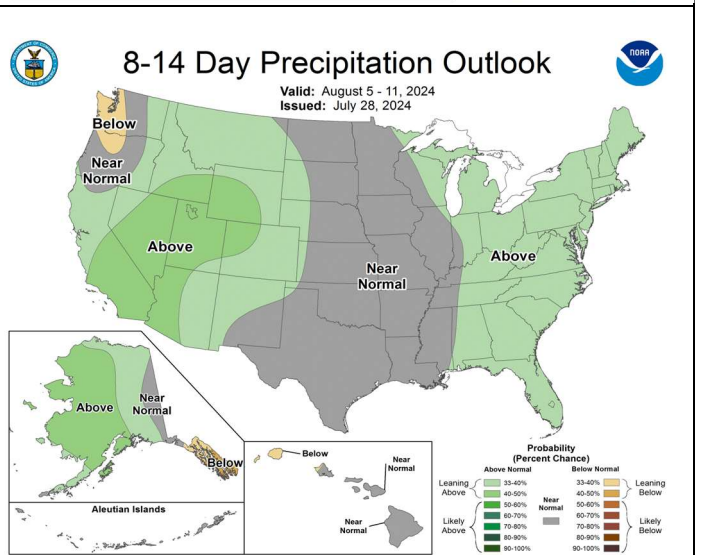 8-14 Day Precipitation Outlook
Valid: August 5 - 11, 2024
Issued: July 28, 2024
NOAA
Below
Near
Normal
Above
Near
Normal
Above
Above
Near
Normal
Below
Aleutian Islands
Below
Near
Normal
Near
Normal
Probability
(Percent Chance)
Above Normal
Below Normal
Leaning
Above
33-40%
40-50%
Likely
Above
50-60%
60-70%
70-80%
80-90%
90-100%
Near
Normal
33-40%
40-50%
Leaning
Below
50-60%
60-70%
70-80%
80-90%
90-100%
Likely
Below